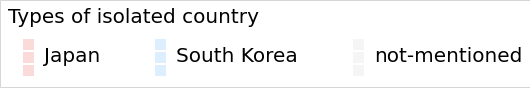 Types of isolated country
Japan South Korea not-mentioned